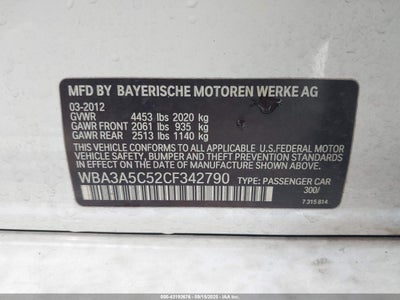 MFD BY BAYERISCHE MOTOREN WERKE AG
03-2012
GVWR 4453 lbs 2020 kg
GAWR FRONT 2061 lbs 935 kg
GAWR REAR 2513 lbs 1140 kg
THIS VEHICLE CONFORMS TO ALL APPLICABLE U.S.FEDERAL MOTOR
VEHICLE SAFETY, BUMPER AND THEFT PREVENTION STANDARDS
IN EFFECT ON THE DATE OF MANUFACTURE SHOWN ABOVE.
WBA3A5C52CF342790 TYPE: PASSENGER CAR
300/
7 315 814